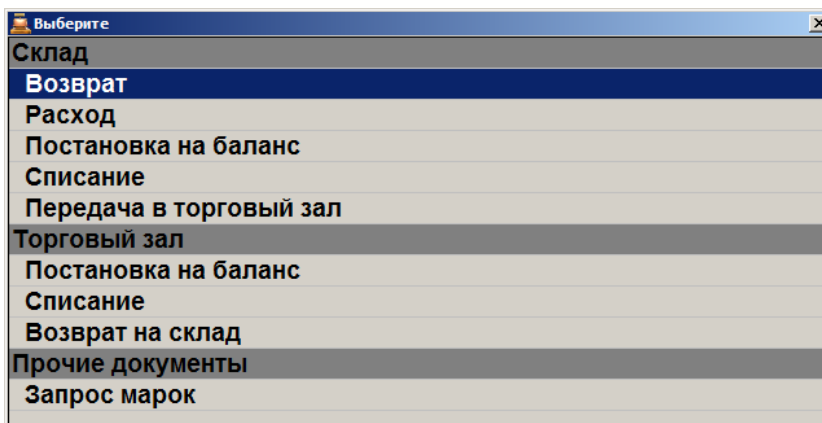 Выберите
Склад
Возврат
Расход
Постановка на баланс
Списание
Передача в торговый зал
Торговый зал
Постановка на баланс
Списание
Возврат на склад
Прочие документы
Запрос марок